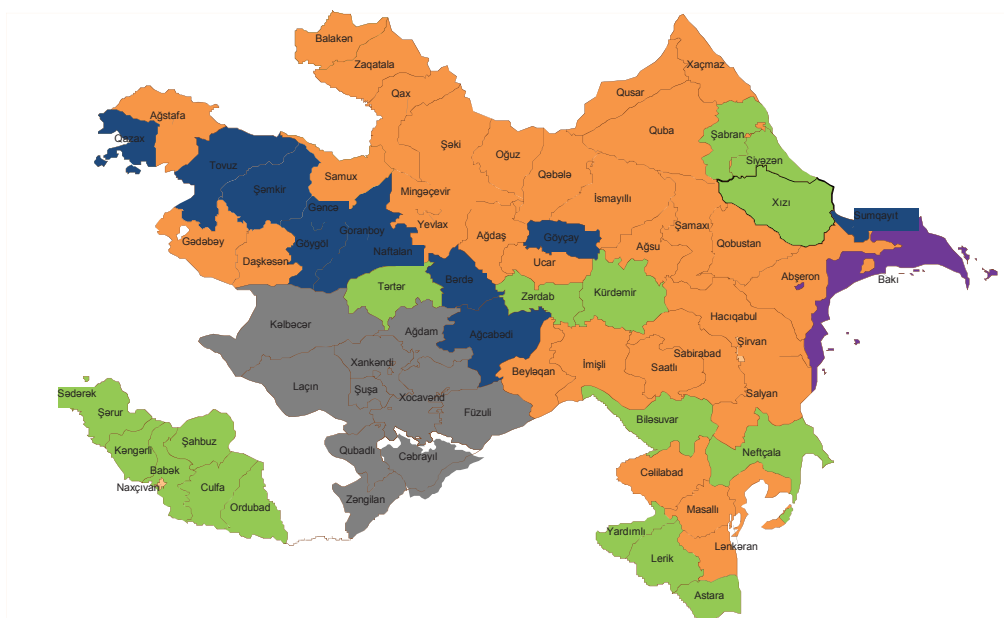 Balakən
Zaqatala
Xaçmaz
Qax
Qusar
Ağstafa
Quba
Qazax
Şabran
Şəki
Oğuz
Siyəzən
Tovuz
Qəbələ
Samux
Şəmkir
Mingəçevir
İsmayıllı
Xızı
Gəncə
Sumqayıt
Goranboy
Yevlax
Şamaxı
Gədəbəy
Göygöl
Ağdaş
Göyçay
Ağsu
Qobustan
Naftalan
Daşkəsən
Ucar
Abşeron
Bakı
Tərtər
Bərdə
Zərdab
Kürdəmir
Kəlbəcər
Ağdam
Ağcabədi
Hacıqabul
Şirvan
Xankəndi
Sabirabad
Laçın
Şuşa
Beyləqan
İmişli
Saatlı
Sədərək
Xocavənd
Salyan
Şərur
Füzuli
Biləsuvar
Şahbuz
Kəngərli
Qubadlı
Cəbrayıl
Neftçala
Babək
Cəlilabad
Naxçıvan
Culfa
Zəngilan
Ordubad
Masallı
Yardımlı
Lənkəran
Lerik
Astara